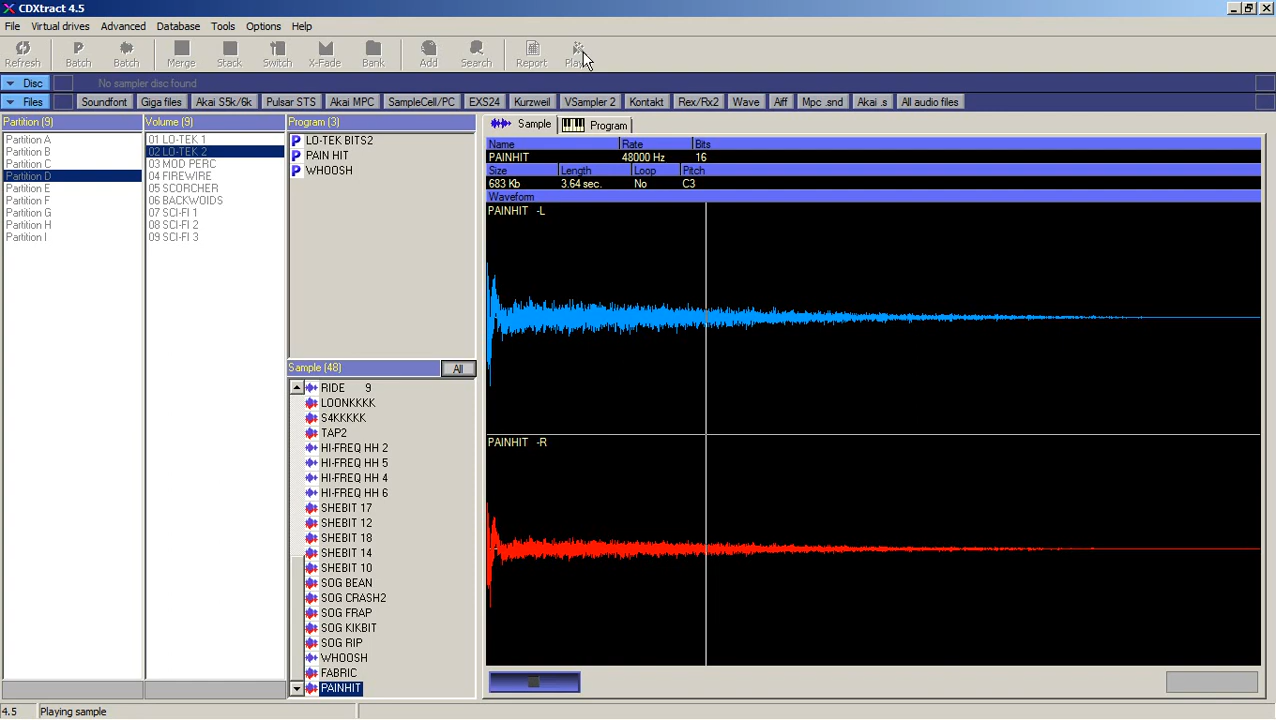 CDXtract 4.5
File Virtual drives Advanced Database Tools Options Help
Refresh Batch Batch Merge Stack Switch X-Fade Bank Add Search Report
Disc No sampler disc found
Files Soundfont Giga files Akai S5k/6k Pulsar STS Akai MPC SampleCell/PC EXS24 Kurzweil VSampler 2 Kontakt Rex/Rx2 Wave Aiff Mpc .snd Akai .s All audio files
Partition (9)
Partition A
Partition B
Partition C
Partition D
Partition E
Partition F
Partition G
Partition H
Partition I
Volume (9)
01 LO-TEK 1
02 LO-TEK 2
03 MOD PERC
04 FIREWIRE
05 SCORCHER
06 BACKWOIDS
07 SCI-FI 1
08 SCI-FI 2
09 SCI-FI 3
Program (3)
P LO-TEK BITS2
P PAIN HIT
P WHOOSH
Sample (48) All
RIDE 9
LOONKKKK
S4KKKKK
TAP2
HI-FREQ HH 2
HI-FREQ HH 5
HI-FREQ HH 4
HI-FREQ HH 6
SHEBIT 17
SHEBIT 12
SHEBIT 18
SHEBIT 14
SHEBIT 10
SOG BEAN
SOG CRASH2
SOG FRAP
SOG KIKBIT
SOG RIP
WHOOSH
FABRIC
PAINHIT
Sample Program
Name Rate Bits
PAINHIT 48000 Hz 16
Size Length Loop Pitch
683 Kb 3.64 sec. No C3
Waveform
PAINHIT -L
PAINHIT -R
4.5 Playing sample